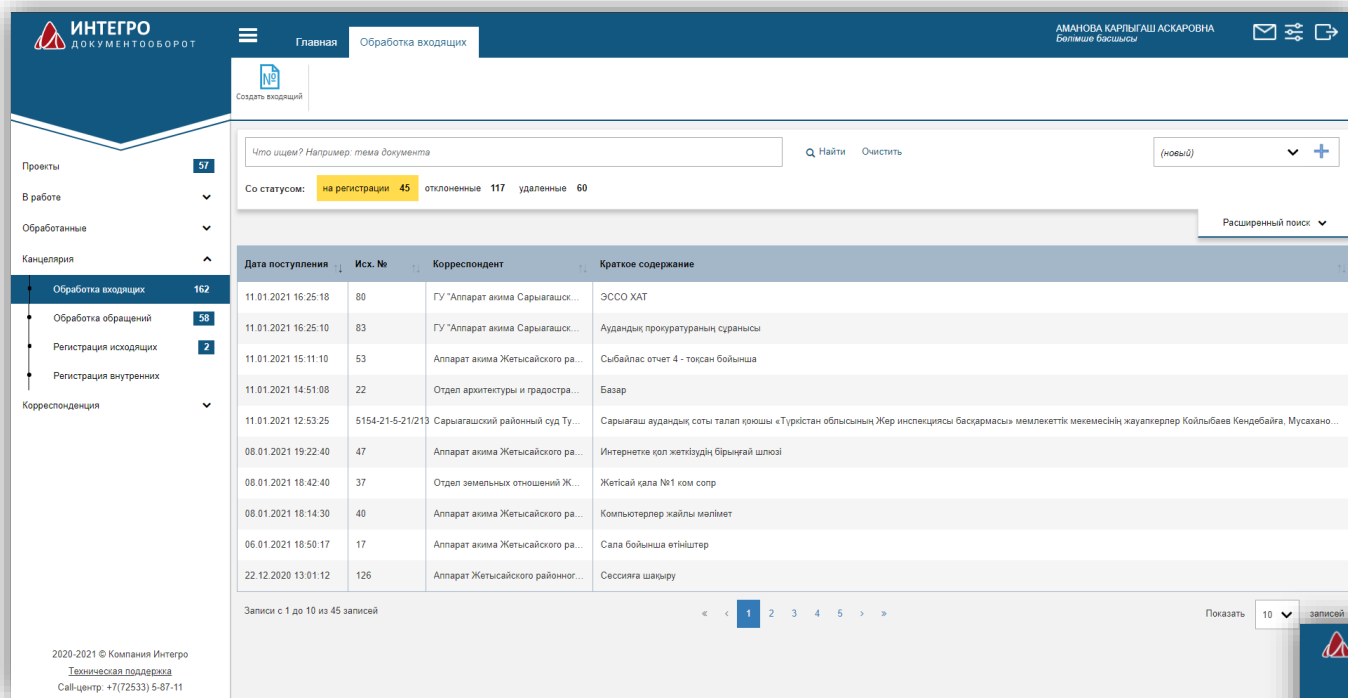 ИНТЕГРО
ДОКУМЕНТООБОРОТ
Главная
Обработка входящих
АМАНОВА КАРЛЫГАШ АСКАРОВНА
Бөлімше басшысы
№
Создать входящий
Проекты 57
В работе
Обработанные
Канцелярия
Обработка входящих 162
Обработка обращений 58
Регистрация исходящих 2
Регистрация внутренних
Корреспонденция
2020-2021 © Компания Интегро
Техническая поддержка
Call-центр: +7(72533) 5-87-11
Что ищем? Например: тема документа
Найти Очистить
(новый)
Со статусом: на регистрации 45 отклоненные 117 удаленные 60
Расширенный поиск
Дата поступления Исх. № Корреспондент Краткое содержание
11.01.2021 16:25:18 80 ГУ "Аппарат акима Сарыагашск... ЭССО ХАТ
11.01.2021 16:25:10 83 ГУ "Аппарат акима Сарыагашск... Аудандық прокуратураның сұранысы
11.01.2021 15:11:10 53 Аппарат акима Жетысайского ра... Сыбайлас отчет 4 - тоқсан бойынша
11.01.2021 14:51:08 22 Отдел архитектуры и градостра... Базар
11.01.2021 12:53:25 5154-21-5-21/213 Сарыагашский районный суд Ту... Сарыағаш аудандық соты талап қоюшы «Түркістан облысының Жер инспекциясы басқармасы» мемлекеттік мекемесінің жауапкерлер Койлыбаев Кендебайға, Мусахано...
08.01.2021 19:22:40 47 Аппарат акима Жетысайского ра... Интернетке қол жеткізудің бірыңғай шлюзі
08.01.2021 18:42:40 37 Отдел земельных отношений Ж... Жетісай қала №1 ком сопр
08.01.2021 18:14:30 40 Аппарат акима Жетысайского ра... Компьютерлер жайлы мәлімет
06.01.2021 18:50:17 17 Аппарат акима Жетысайского ра... Сала бойынша өтініштер
22.12.2020 13:01:12 126 Аппарат Жетысайского районног... Сессияға шақыру
Записи с 1 до 10 из 45 записей
« ‹ 1 2 3 4 5 › »
Показать 10 записей